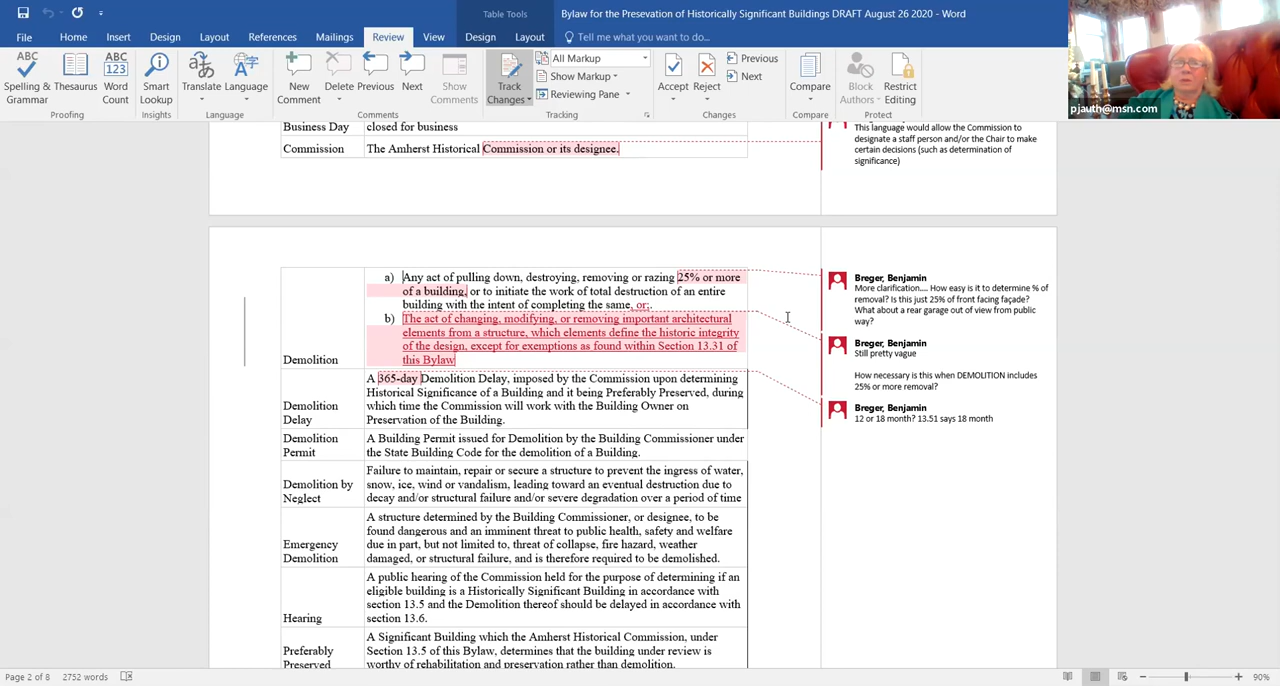 Table Tools
Bylaw for the Presevation of Historically Significant Buildings DRAFT August 26 2020 - Word
File Home Insert Design Layout References Mailings Review View Design Layout Tell me what you want to do...
ABC
Spelling & Grammar
Thesaurus
ABC 123
Word Count
Proofing
Smart Lookup
Insights
Translate
Language
Language
New Comment
Delete
Previous
Next
Show Comments
Comments
Track Changes
All Markup
Show Markup
Reviewing Pane
Tracking
Accept
Reject
Previous
Next
Changes
Compare
Compare
Block Authors
Restrict Editing
Protect
pjauth@msn.com
Business Day closed for business
Commission The Amherst Historical Commission or its designee.
This language would allow the Commission to
designate a staff person and/or the Chair to make
certain decisions (such as determination of
significance)
a) Any act of pulling down, destroying, removing or razing 25% or more
of a building, or to initiate the work of total destruction of an entire
building with the intent of completing the same, or;.
b) The act of changing, modifying, or removing important architectural
elements from a structure, which elements define the historic integrity
of the design, except for exemptions as found within Section 13.31 of
Demolition this Bylaw
Breger, Benjamin
More clarification.... How easy is it to determine % of
removal? Is this just 25% of front facing façade?
What about a rear garage out of view from public
way?
Breger, Benjamin
Still pretty vague
How necessary is this when DEMOLITION includes
25% or more removal?
Breger, Benjamin
12 or 18 month? 13.51 says 18 month
A 365-day Demolition Delay, imposed by the Commission upon determining
Historical Significance of a Building and it being Preferably Preserved, during
Demolition which time the Commission will work with the Building Owner on
Delay Preservation of the Building.
Demolition A Building Permit issued for Demolition by the Building Commissioner under
Permit the State Building Code for the demolition of a Building.
Failure to maintain, repair or secure a structure to prevent the ingress of water,
Demolition by snow, ice, wind or vandalism, leading toward an eventual destruction due to
Neglect decay and/or structural failure and/or severe degradation over a period of time
A structure determined by the Building Commissioner, or designee, to be
found dangerous and an imminent threat to public health, safety and welfare
Emergency due in part, but not limited to, threat of collapse, fire hazard, weather
Demolition damaged, or structural failure, and is therefore required to be demolished.
A public hearing of the Commission held for the purpose of determining if an
eligible building is a Historically Significant Building in accordance with
section 13.5 and the Demolition thereof should be delayed in accordance with
Hearing section 13.6.
A Significant Building which the Amherst Historical Commission, under
Preferably Section 13.5 of this Bylaw, determines that the building under review is
Preserved worthy of rehabilitation and preservation rather than demolition.
Page 2 of 8 2752 words
90%